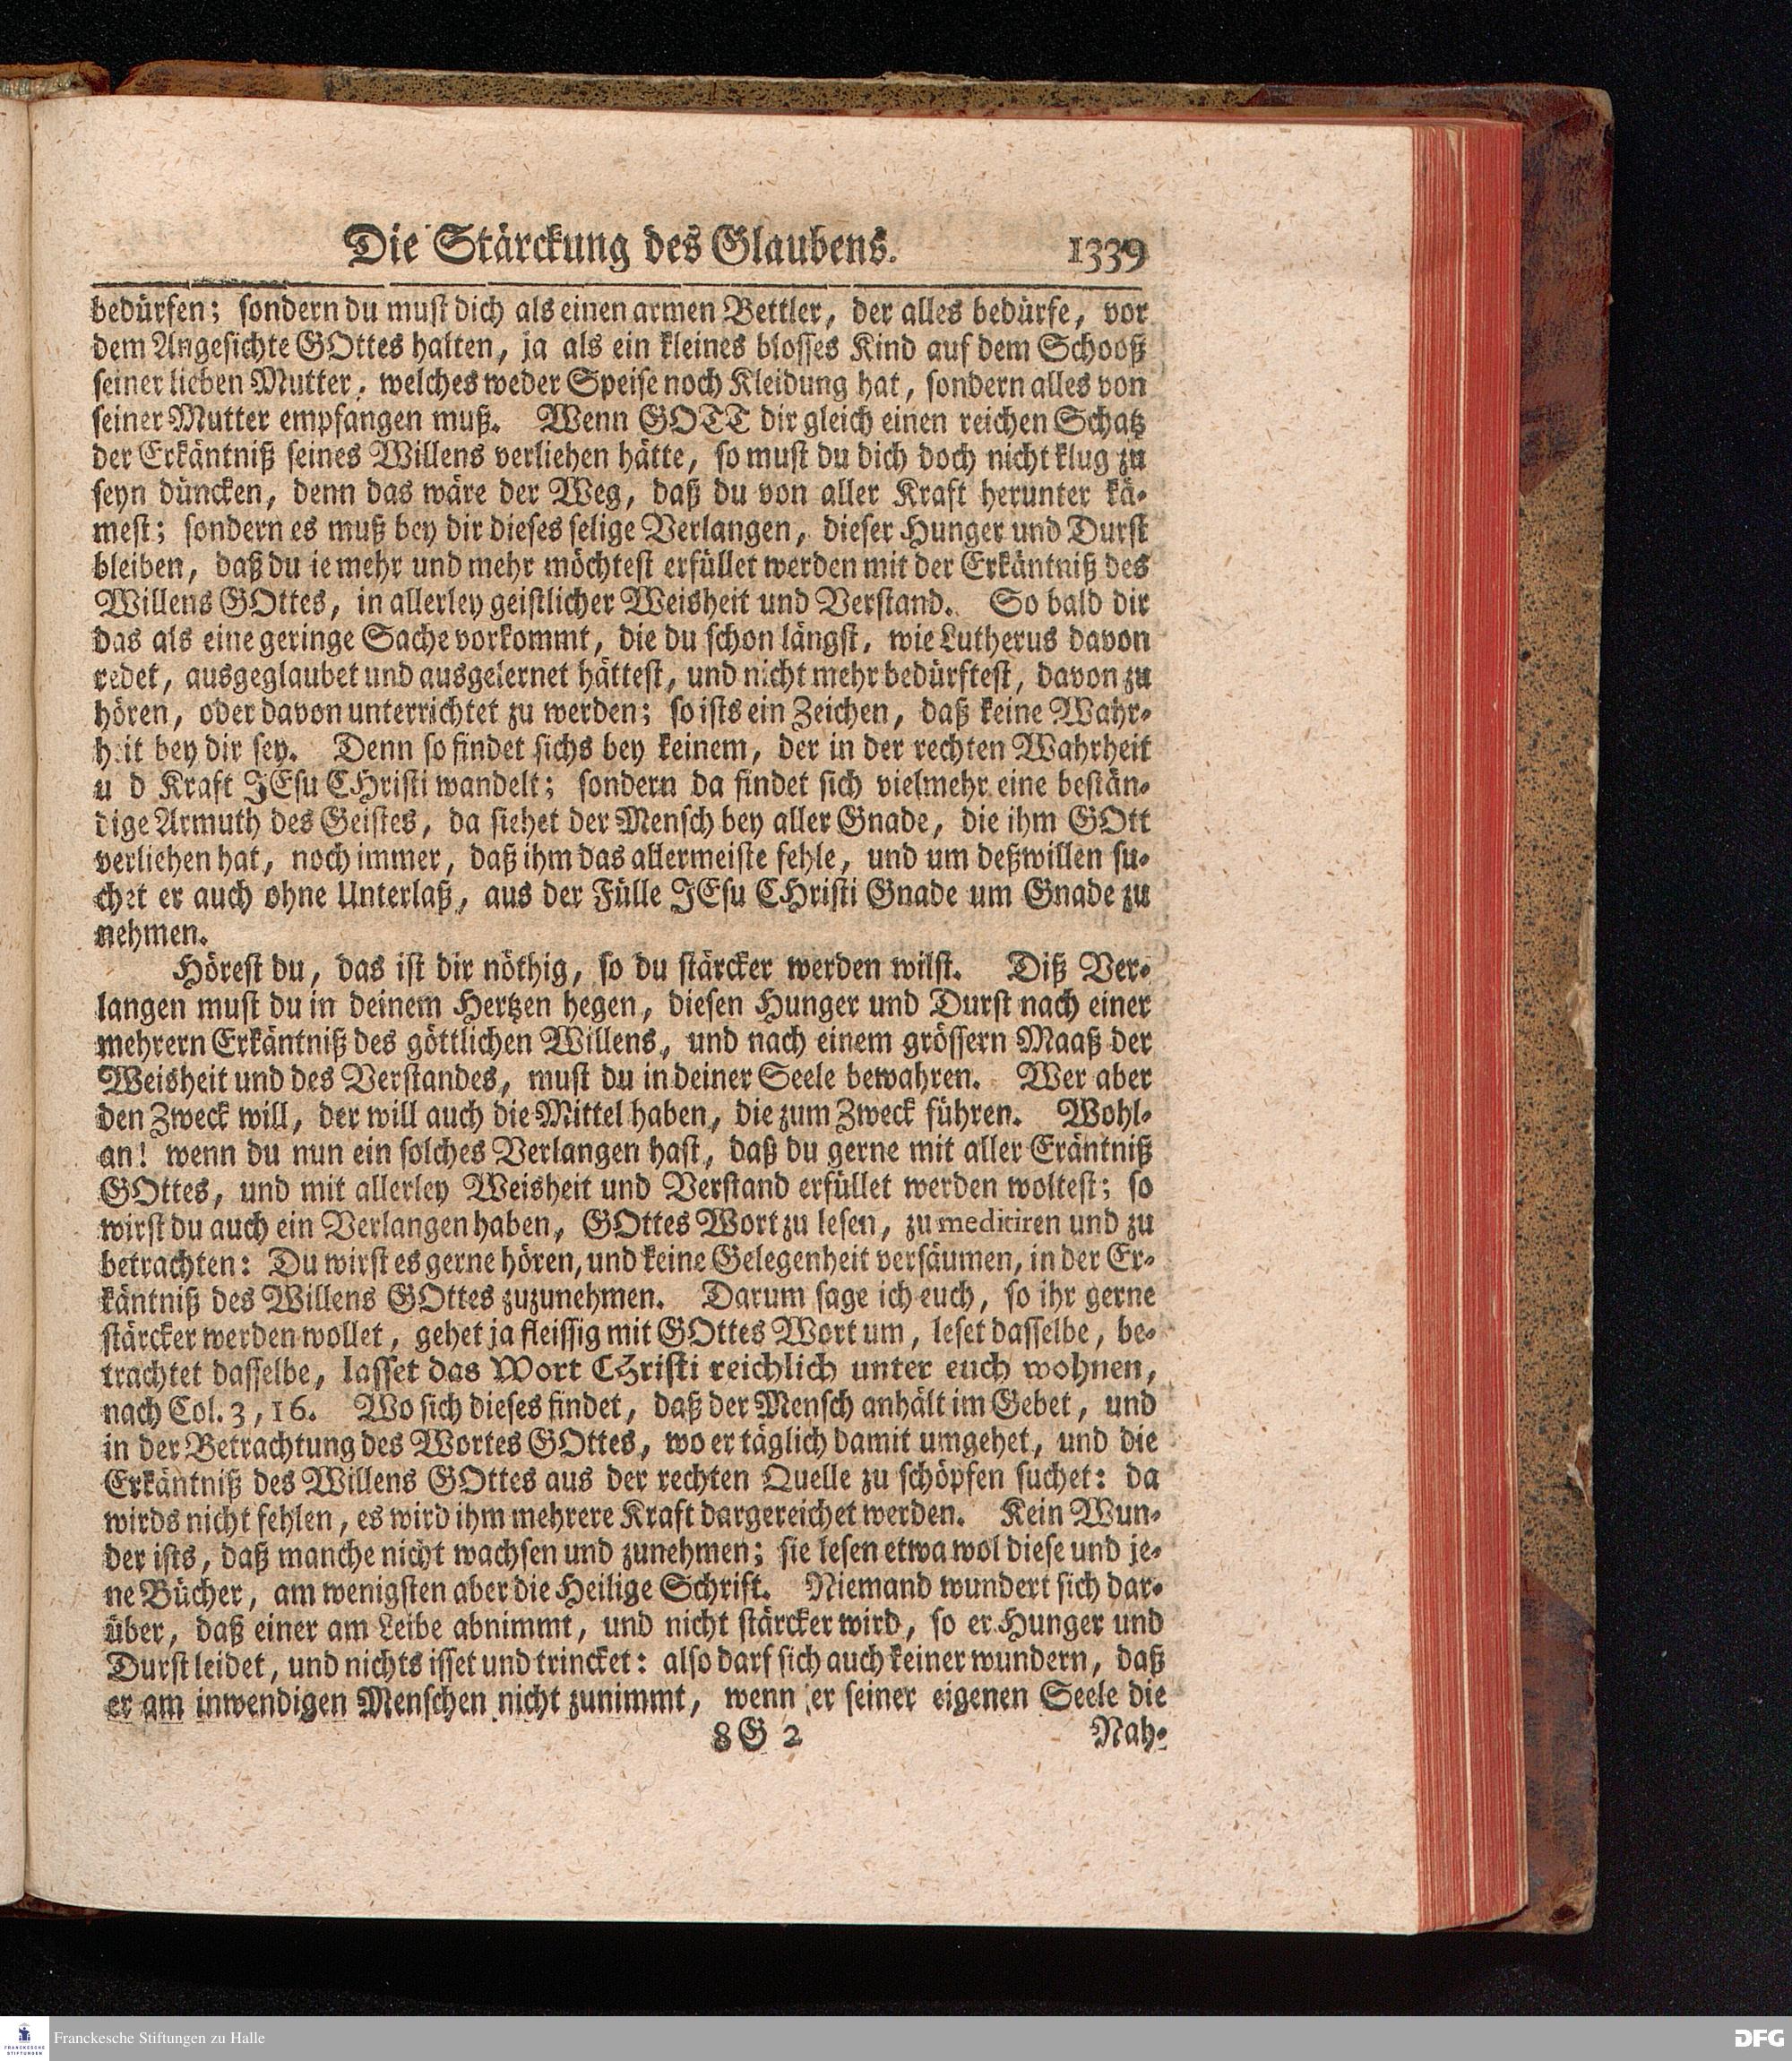 Die Stärckung des Glaubens. 1339
bedürfen; sondern du must dich als einen armen Bettler, der alles bedürfe, vor
dem Angesichte GOttes halten, ja als ein kleines blosses Kind auf dem Schooß
seiner lieben Mutter, welches weder Speise noch Kleidung hat, sondern alles von
seiner Mutter empfangen muß. Wenn GOTT dir gleich einen reichen Schatz
der Erkäntniß seines Willens verliehen hätte, so must du dich doch nicht klug zu
seyn düncken, denn das wäre der Weg, daß du von aller Kraft herunter kä-
mest; sondern es muß bey dir dieses selige Verlangen, dieser Hunger und Durst
bleiben, daß du ie mehr und mehr möchtest erfüllet werden mit der Erkäntniß des
Willens GOttes, in allerley geistlicher Weisheit und Verstand. So bald dir
das als eine geringe Sache vorkommt, die du schon längst, wie Lutherus davon
redet, ausgeglaubet und ausgelernet hättest, und nicht mehr bedürftest, davon zu
hören, oder davon unterrichtet zu werden; so ists ein Zeichen, daß keine Wahr-
h.it bey dir sey. Denn so findet sichs bey keinem, der in der rechten Wahrheit
u d Kraft JEsu CHristi wandelt; sondern da findet sich vielmehr eine bestän-
dige Armuth des Geistes, da siehet der Mensch bey aller Gnade, die ihm GOtt
verliehen hat, noch immer, daß ihm das allermeiste fehle, und um deßwillen su-
chet er auch ohne Unterlaß, aus der Fülle JEsu CHristi Gnade um Gnade zu
nehmen.
Hörest du, das ist dir nöthig, so du stärcker werden wilst. Diß Ver-
langen must du in deinem Hertzen hegen, diesen Hunger und Durst nach einer
mehrern Erkäntniß des göttlichen Willens, und nach einem grössern Maaß der
Weisheit und des Verstandes, must du in deiner Seele bewahren. Wer aber
den Zweck will, der will auch die Mittel haben, die zum Zweck führen. Wohl-
an! wenn du nun ein solches Verlangen hast, daß du gerne mit aller Eräntniß
GOttes, und mit allerley Weisheit und Verstand erfüllet werden woltest; so
wirst du auch ein Verlangen haben, GOttes Wort zu lesen, zu meditiren und zu
betrachten: Du wirst es gerne hören, und keine Gelegenheit versäumen, in der Er-
käntniß des Willens GOttes zuzunehmen. Darum sage ich euch, so ihr gerne
stärcker werden wollet, gehet ja fleissig mit GOttes Wort um, leset dasselbe, be-
trachtet dasselbe, lasset das Wort Christi reichlich unter euch wohnen,
nach Col. 3, 16. Wo sich dieses findet, daß der Mensch anhält im Gebet, und
in der Betrachtung des Wortes GOttes, wo er täglich damit umgehet, und die
Erkäntniß des Willens GOttes aus der rechten Quelle zu schöpfen suchet: da
wirds nicht fehlen, es wird ihm mehrere Kraft dargereichet werden. Kein Wun-
der ists, daß manche nicht wachsen und zunehmen; sie lesen etwa wol diese und je-
ne Bücher, am wenigsten aber die Heilige Schrift. Niemand wundert sich dar-
über, daß einer am Leibe abnimmt, und nicht stärcker wird, so er Hunger und
Durst leidet, und nichts isset und trincket: also darf sich auch keiner wundern, daß
er am inwendigen Menschen nicht zunimmt, wenn er seiner eigenen Seele die
8G 2 Nah-
FRANCKESCHE STIFTUNGEN
Franckesche Stiftungen zu Halle
DFG